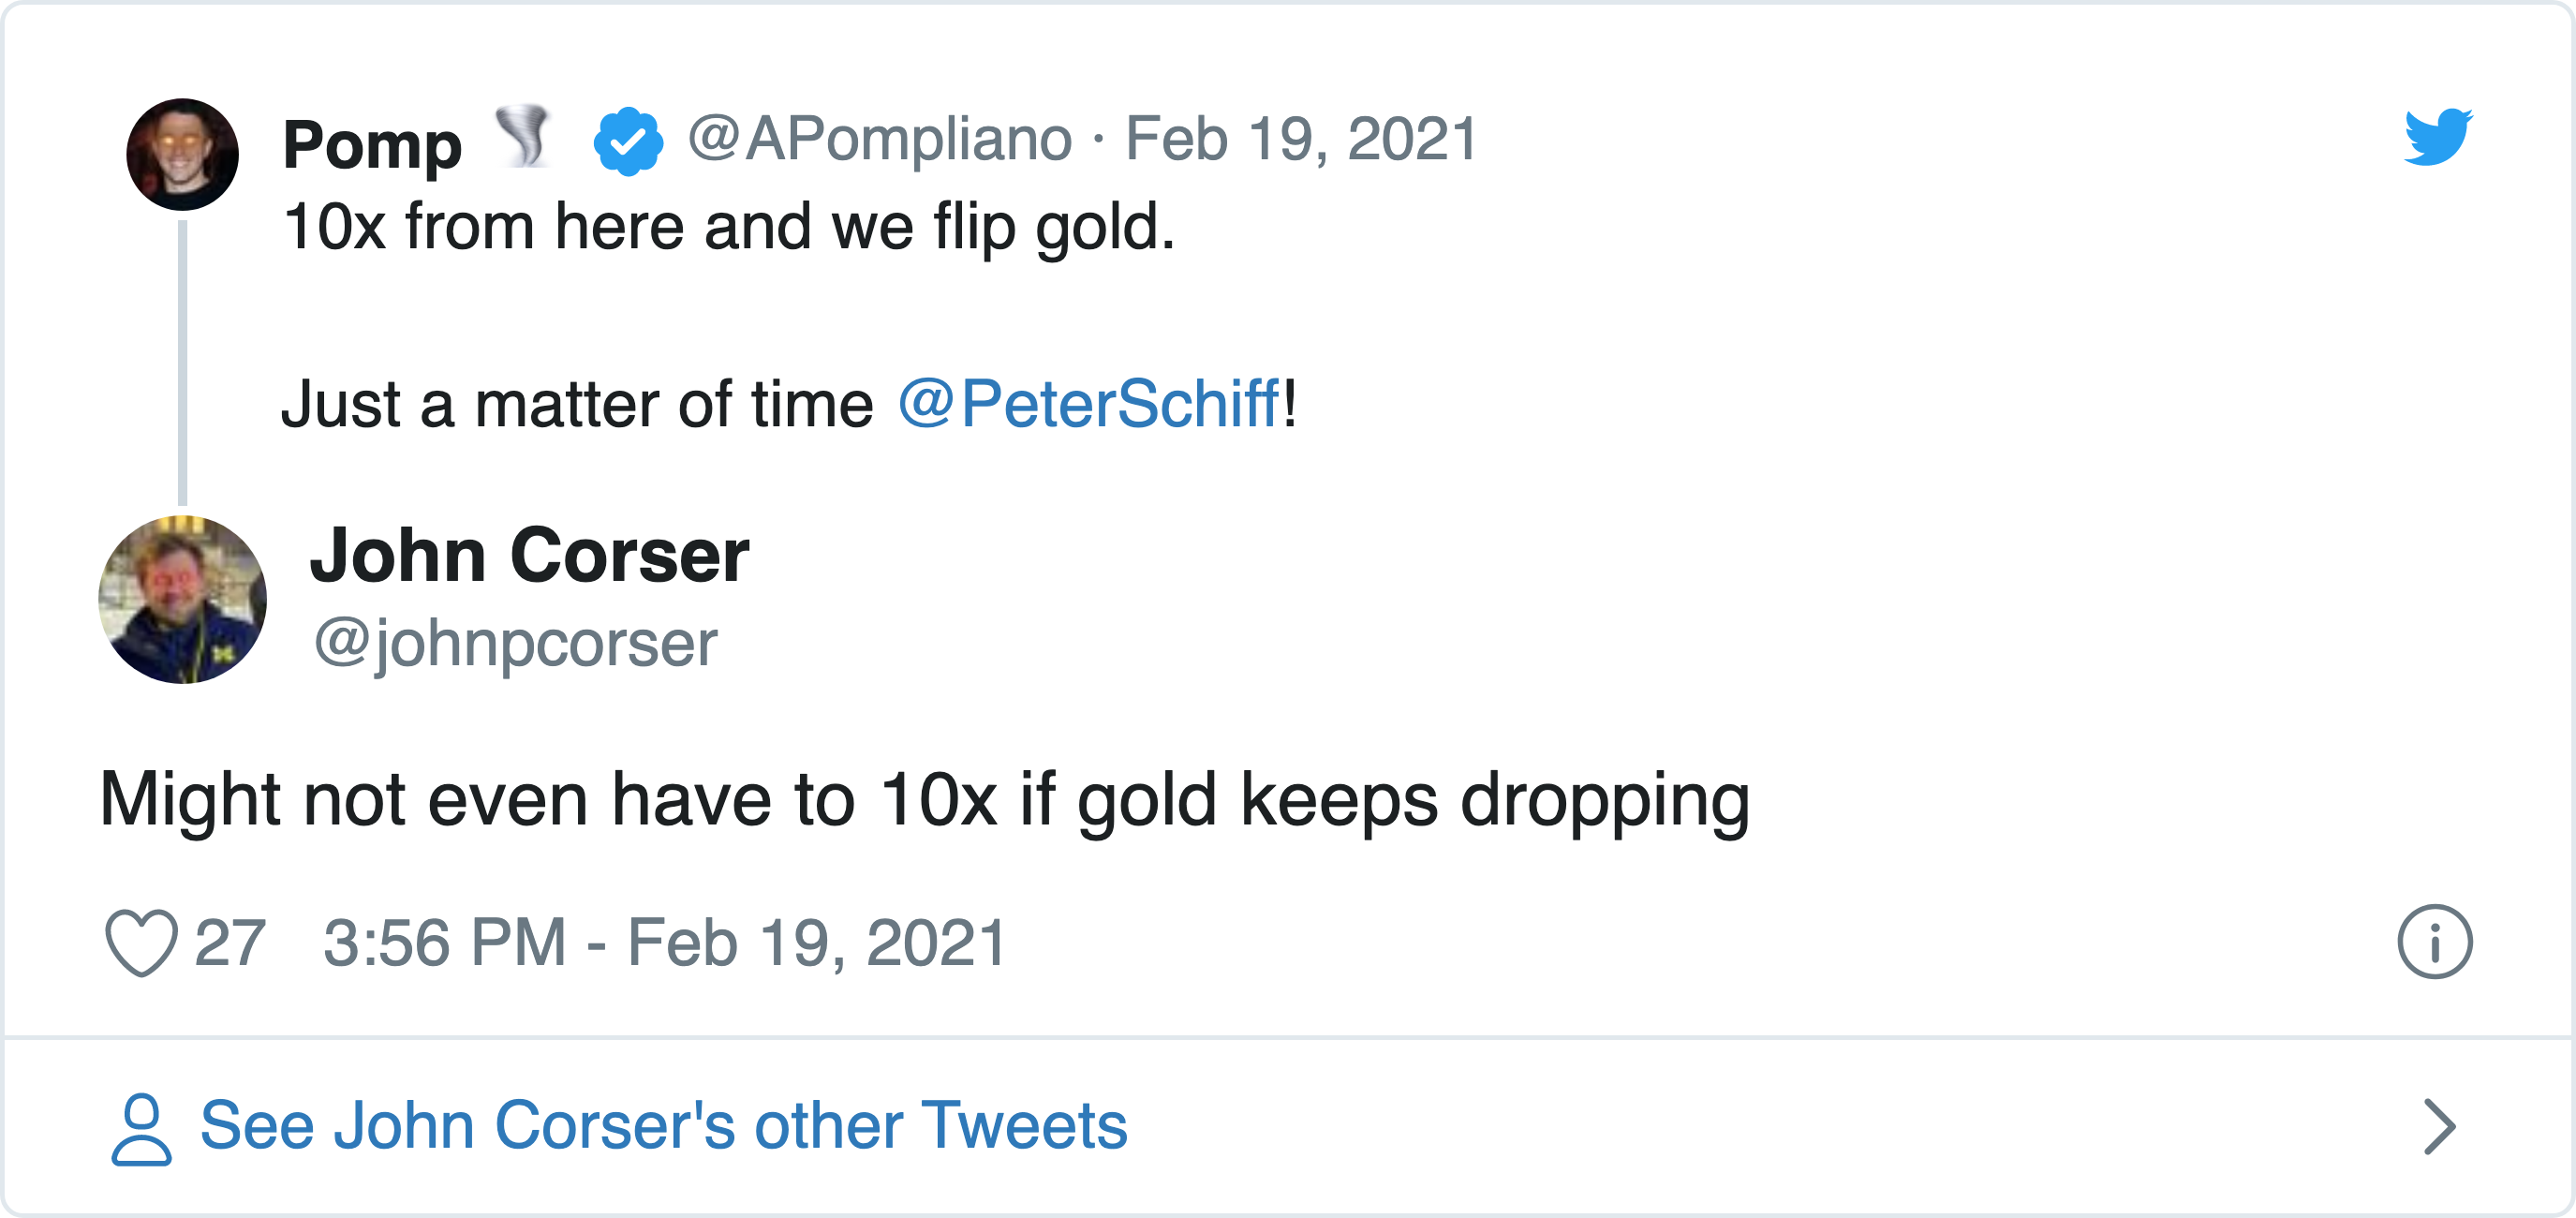 Pomp 🌪 @APompliano · Feb 19, 2021
10x from here and we flip gold.
Just a matter of time @PeterSchiff!
John Corser
@johnpcorser
Might not even have to 10x if gold keeps dropping
27 3:56 PM - Feb 19, 2021
See John Corser's other Tweets